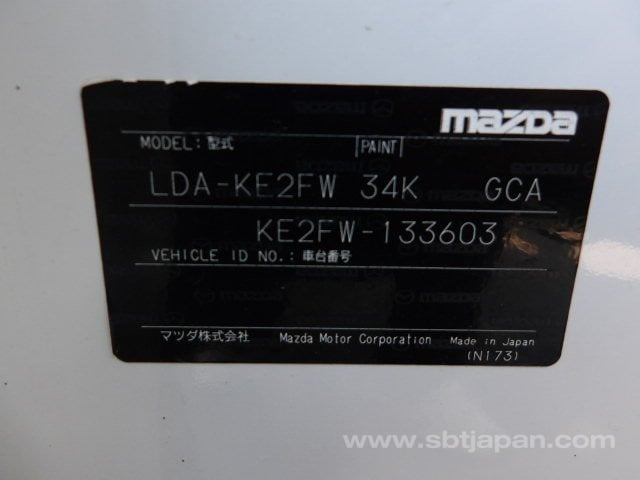 mazda
MODEL: 型式 PAINT
LDA-KE2FW 34K GCA
KE2FW-133603
VEHICLE ID NO.: 車台番号
マツダ株式会社 Mazda Motor Corporation Made in Japan
(N173)
www.sbtjapan.com